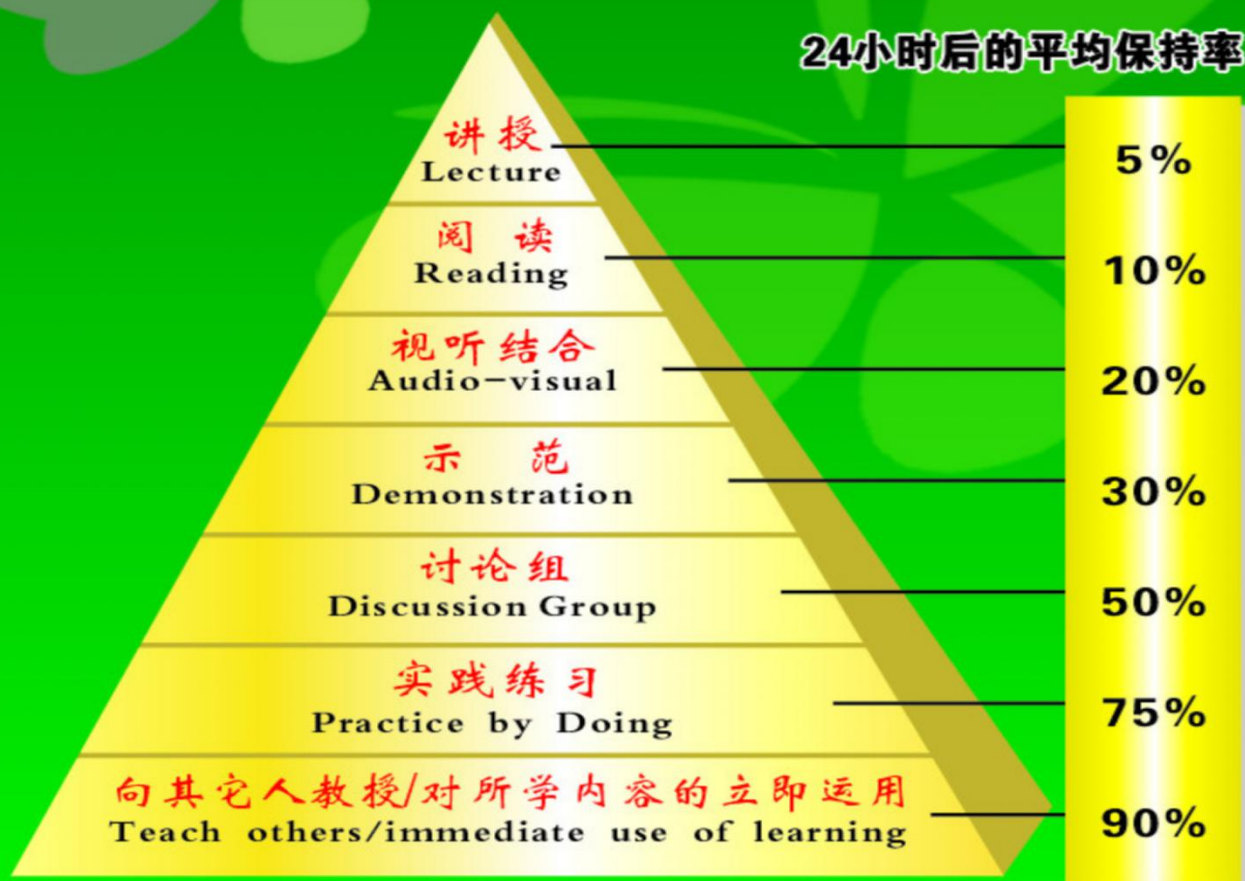 24小时后的平均保持率
讲授
Lecture
5%
阅读
Reading
10%
视听结合
Audio-visual
20%
示范
Demonstration
30%
讨论组
Discussion Group
50%
实践练习
Practice by Doing
75%
向其它人教授/对所学内容的立即运用
Teach others/immediate use of learning
90%